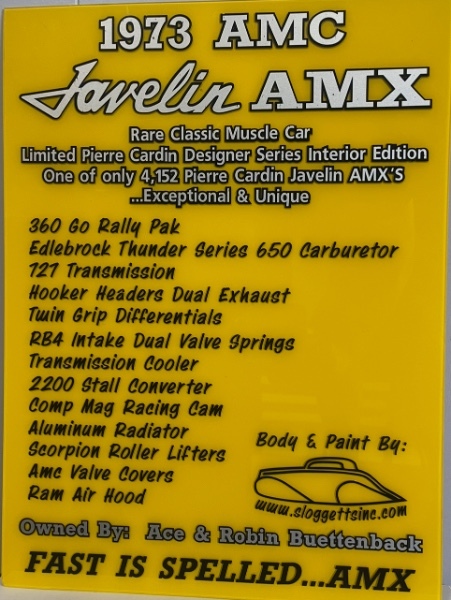 1973 AMC
Javelin AMX
Rare Classic Muscle Car
Limited Pierre Cardin Designer Series Interior Edition
One of only 4,152 Pierre Cardin Javelin AMX'S
...Exceptional & Unique
360 Go Rally Pak
Edlebrock Thunder Series 650 Carburetor
727 Transmission
Hooker Headers Dual Exhaust
Twin Grip Differentials
RB4 Intake Dual Valve Springs
Transmission Cooler
2200 Stall Converter
Comp Mag Racing Cam
Aluminum Radiator
Scorpion Roller Lifters
Amc Valve Covers
Ram Air Hood
Body & Paint By:
www.sloggettsinc.com
Owned By: Ace & Robin Buettenback
FAST IS SPELLED...AMX